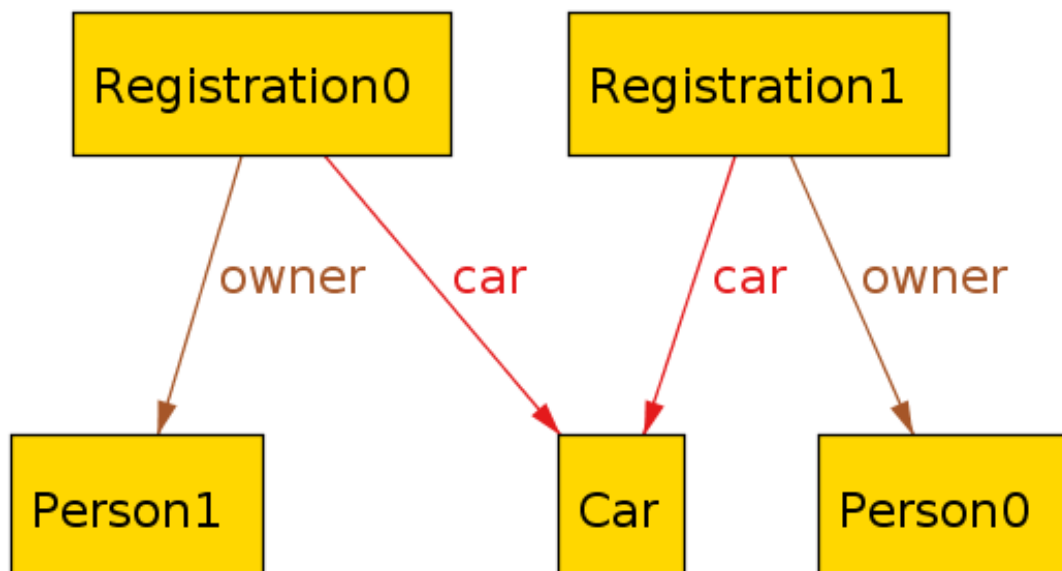 Registration0
Registration1
owner
car
car
owner
Person1
Car
Person0